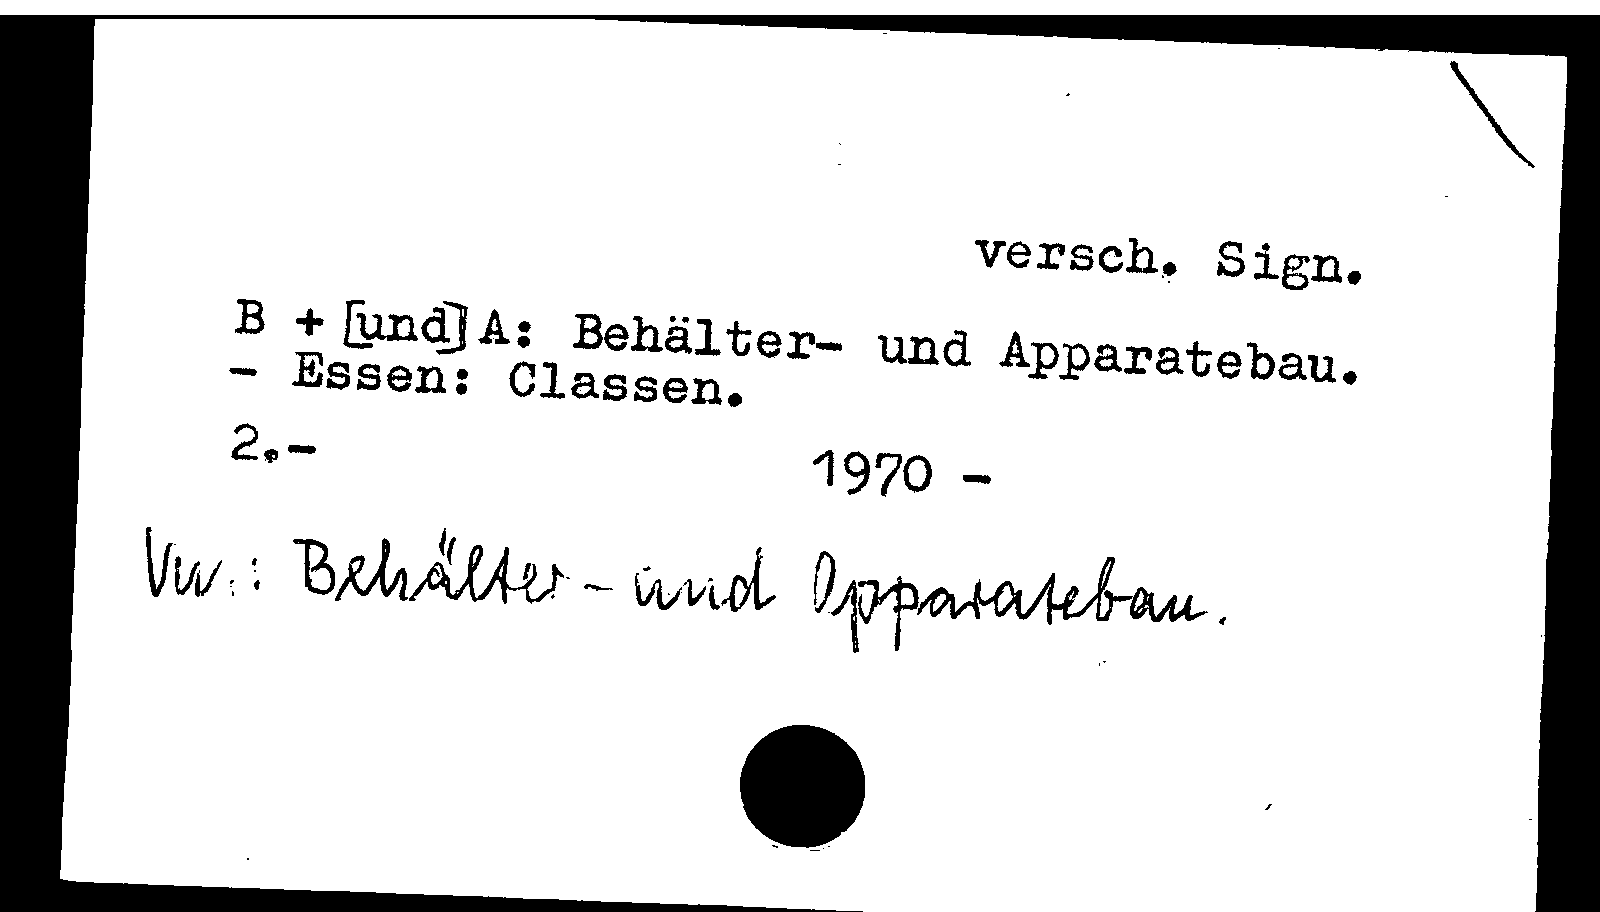 versch. Sign.
B + [und] A: Behälter- und Apparatebau.
- Essen: Classen.
2.- 1970 -
Vw.: Behälter- und Apparatebau.